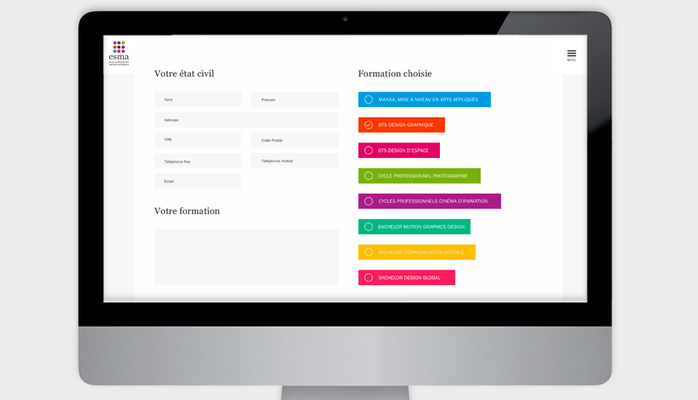 esma
MENU
Votre état civil
Nom
Prénom
Adresse
Ville
Code Postal
Téléphone fixe
Téléphone mobile
Email
Votre formation
Formation choisie
MANAA, MISE À NIVEAU EN ARTS APPLIQUÉS
BTS DESIGN GRAPHIQUE
BTS DESIGN D'ESPACE
CYCLE PROFESSIONNEL PHOTOGRAPHIE
CYCLES PROFESSIONNELS CINÉMA D'ANIMATION
BACHELOR MOTION GRAPHICS DESIGN
BACHELOR COMMUNICATION DIGITALE
BACHELOR DESIGN GLOBAL